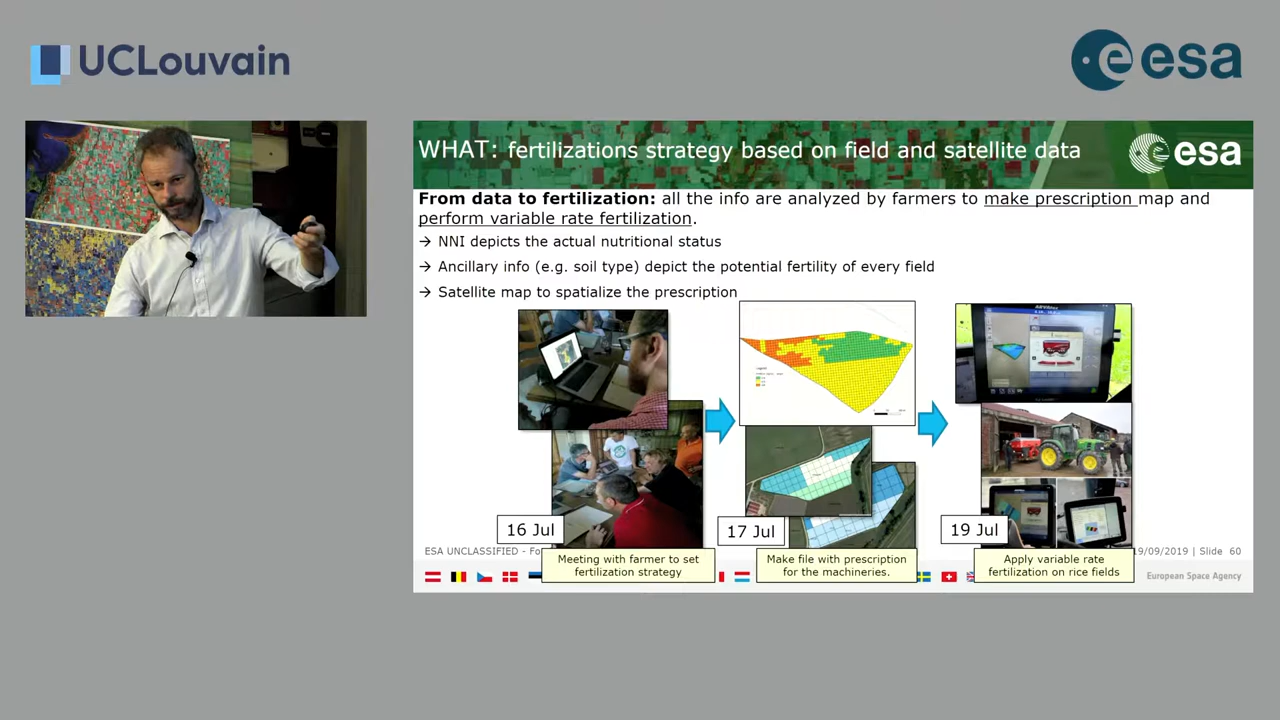 UCLouvain
esa
WHAT: fertilizations strategy based on field and satellite data
esa
From data to fertilization: all the info are analyzed by farmers to make prescription map and
perform variable rate fertilization.
→ NNI depicts the actual nutritional status
→ Ancillary info (e.g. soil type) depict the potential fertility of every field
→ Satellite map to spatialize the prescription
16 Jul
17 Jul
19 Jul
ESA UNCLASSIFIED - Fo
19/09/2019 | Slide 60
Meeting with farmer to set
fertilization strategy
Make file with prescription
for the machineries.
Apply variable rate
fertilization on rice fields
European Space Agency